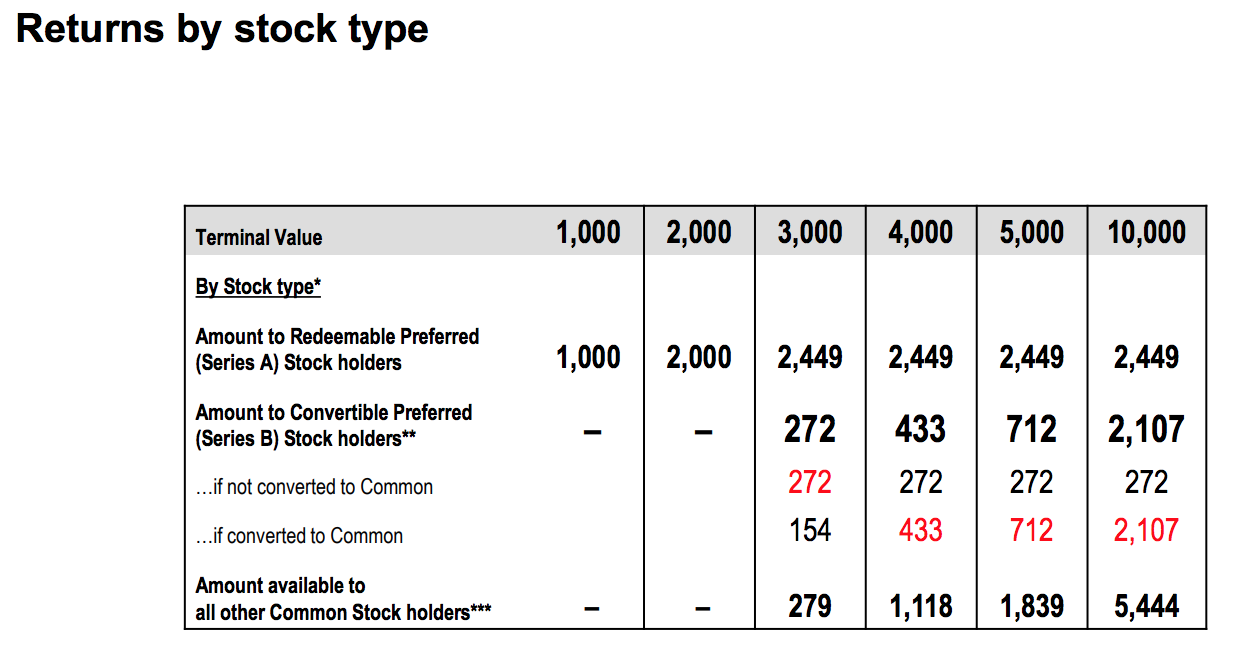 Returns by stock type
Terminal Value 1,000 2,000 3,000 4,000 5,000 10,000
By Stock type*
Amount to Redeemable Preferred
(Series A) Stock holders 1,000 2,000 2,449 2,449 2,449 2,449
Amount to Convertible Preferred
(Series B) Stock holders** – – 272 433 712 2,107
…if not converted to Common 272 272 272 272
…if converted to Common 154 433 712 2,107
Amount available to
all other Common Stock holders*** – – 279 1,118 1,839 5,444